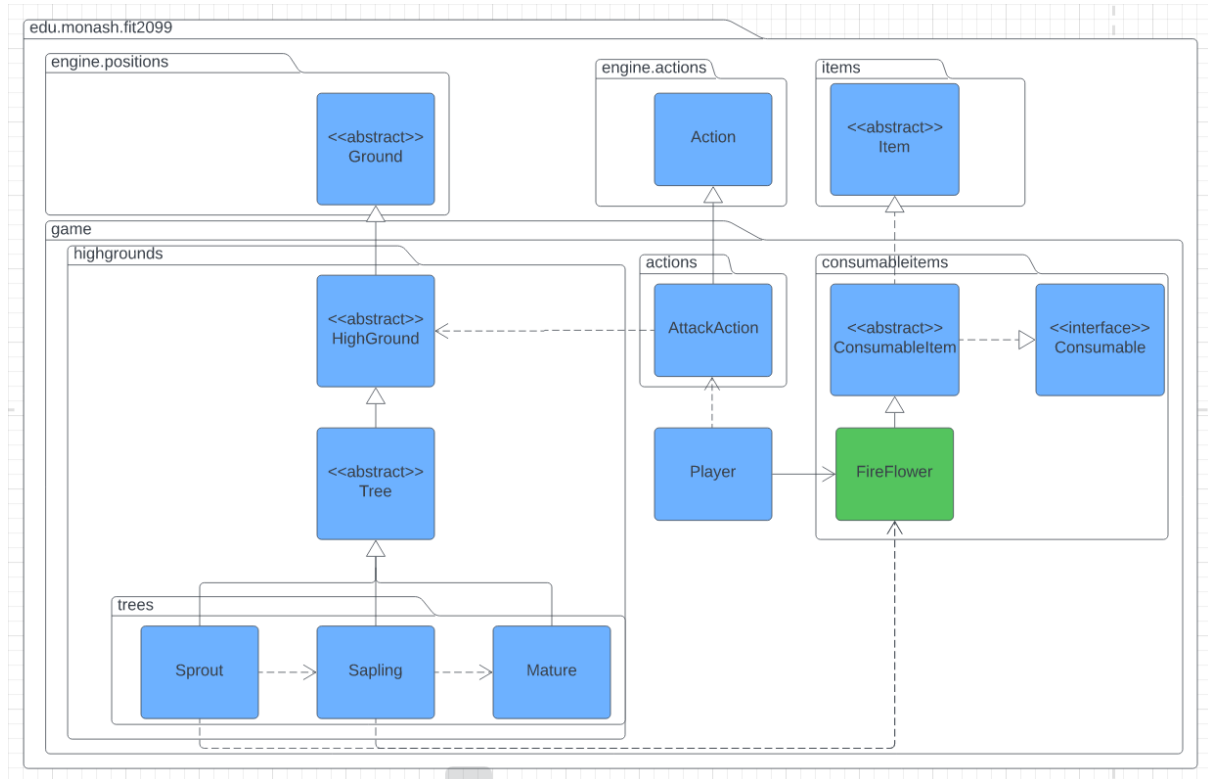 edu.monash.fit2099
engine.positions
engine.actions
items
<<abstract>>
Ground
Action
<<abstract>>
Item
game
highgrounds
actions
consumableitems
<<abstract>>
HighGround
AttackAction
<<abstract>>
ConsumableItem
<<interface>>
Consumable
<<abstract>>
Tree
Player
FireFlower
trees
Sprout
Sapling
Mature